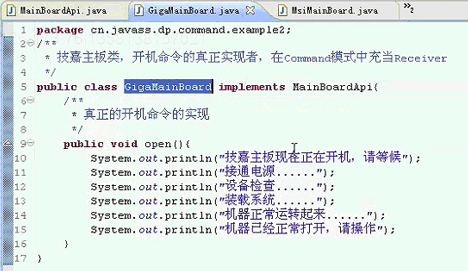 MainBoardApi.java GigaMainBoard.java MsiMainBoard.java »2
1 package cn.javass.dp.command.example2;
2 /**
3 * 技嘉主板类，开机命令的真正实现者，在Command模式中充当Receiver
4 */
5 public class GigaMainBoard implements MainBoardApi{
6 /**
7 * 真正的开机命令的实现
8 */
9 public void open(){
10 System.out.println("技嘉主板现在正在开机，请等候");
11 System.out.println("接通电源......");
12 System.out.println("设备检查......");
13 System.out.println("装载系统......");
14 System.out.println("机器正常运转起来......");
15 System.out.println("机器已经正常打开，请操作");
16 }
17 }